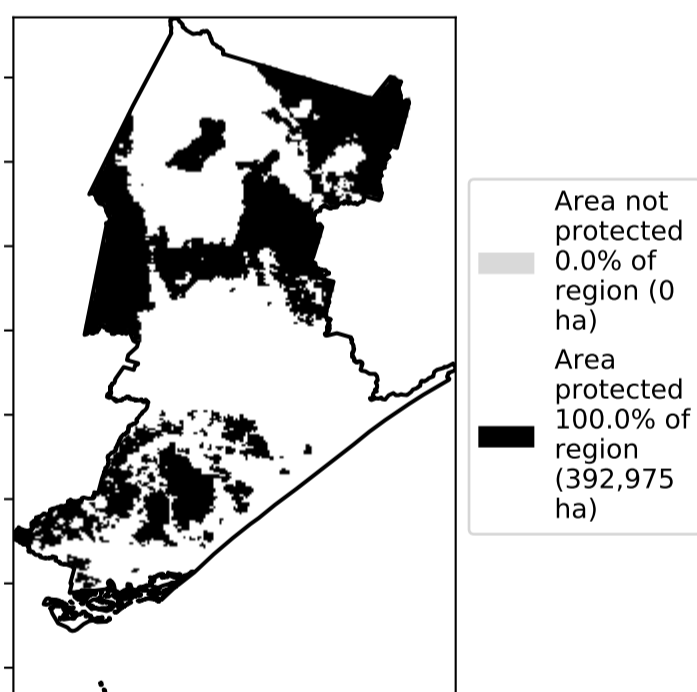 Area not
protected
0.0% of
region (0
ha)
Area
protected
100.0% of
region
(392,975
ha)